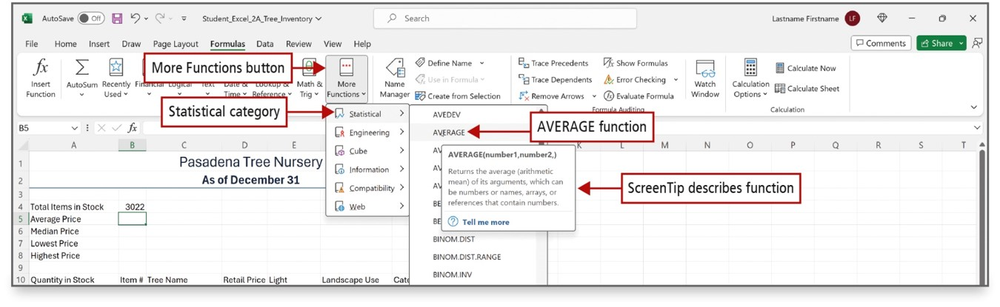 AutoSave Off Student_Excel_2A_Tree_Inventory Search Lastname Firstname LF
File Home Insert Draw Page Layout Formulas Data Review View Help Comments Share
More Functions button
fx
Insert Function
AutoSum
Recently Used
Financial
Logical
Text
Date & Time
Lookup & Reference
Math & Trig
More Functions
Name Manager
Define Name
Use in Formula
Create from Selection
Trace Precedents
Trace Dependents
Remove Arrows
Show Formulas
Error Checking
Evaluate Formula
Formula Auditing
Watch Window
Calculation Options
Calculate Now
Calculate Sheet
Calculation
Statistical category
Statistical
Engineering
Cube
Information
Compatibility
Web
AVEDEV
AVERAGE
AVERAGE function
AV
AV
AV
BE
BE
BINOM.DIST
BINOM.DIST.RANGE
BINOM.INV
AVERAGE(number1,number2,)
Returns the average (arithmetic
mean) of its arguments, which can
be numbers or names, arrays, or
references that contain numbers.
Tell me more
ScreenTip describes function
B5 fx
A B C D E K L M N O P Q R S T
1 Pasadena Tree Nursery
2 As of December 31
3
4 Total Items in Stock 3022
5 Average Price
6 Median Price
7 Lowest Price
8 Highest Price
9
10 Quantity in Stock Item # Tree Name Retail Price Light Landscape Use Cate